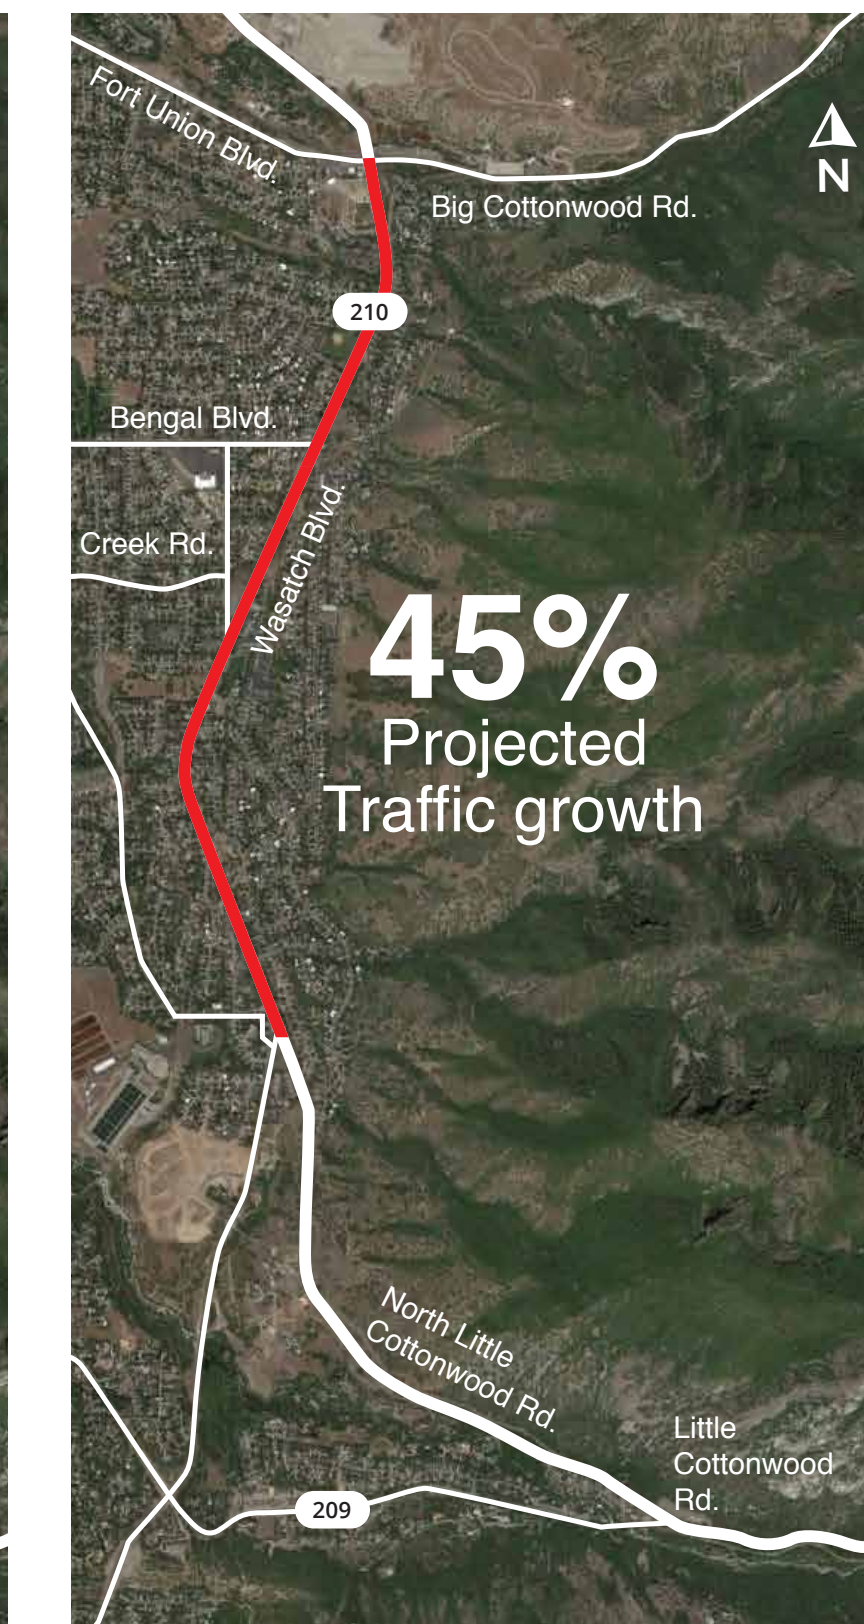 Fort Union Blvd.
N
Big Cottonwood Rd.
210
Bengal Blvd.
Wasatch Blvd.
Creek Rd.
45%
Projected
Traffic growth
North Little
Cottonwood Rd.
Little
Cottonwood
Rd.
209